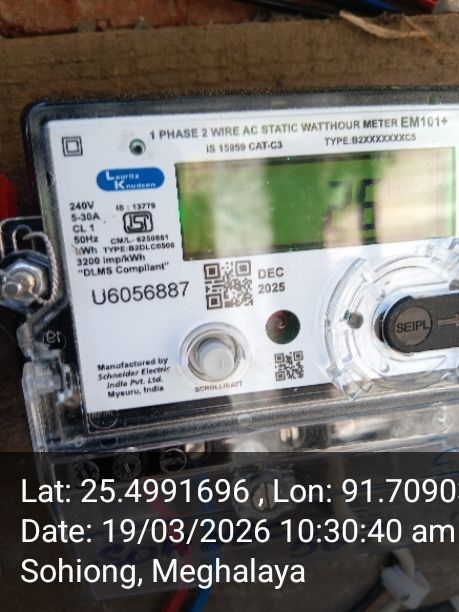 1 PHASE 2 WIRE AC STATIC WATTHOUR METER EM101+
IS 15959 CAT-C3 TYPE:B2XXXXXXXC5
Lauritz
Knudsen
240V
5-30A
CL 1
50Hz
kWh
IS : 13779
CM/L- 6250861
TYPE:B2DLC6506
3200 imp/kWh
"DLMS Compliant"
U6056887
DEC
2025
SEIPL
Manufactured by
Schneider Electric
India Pvt. Ltd.
Mysuru, India
SCROLL/BATT
Lat: 25.4991696 , Lon: 91.7090
Date: 19/03/2026 10:30:40 am
Sohiong, Meghalaya